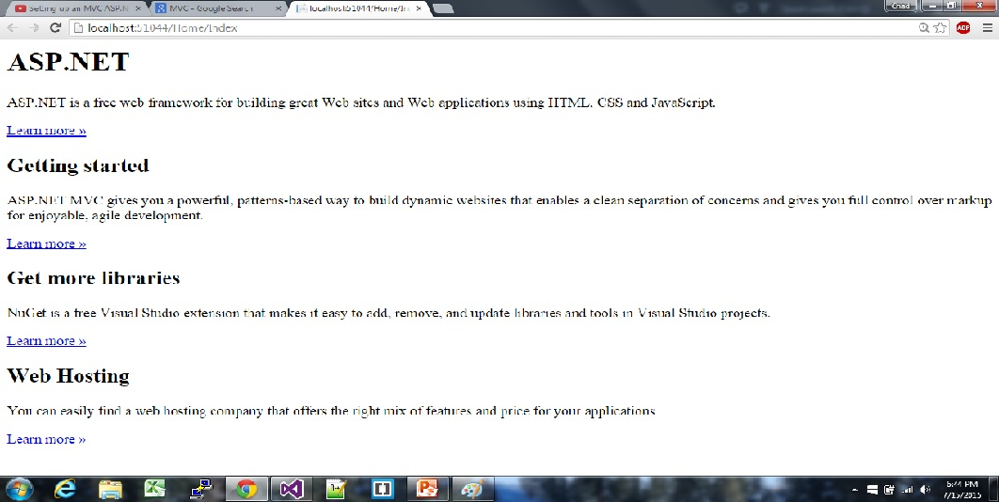 Setting up an MVC ASP.N
MVC - Google Search
localhost:51044/Home/In
Chad
localhost:51044/Home/Index
ABP
ASP.NET
ASP.NET is a free web framework for building great Web sites and Web applications using HTML, CSS and JavaScript.
Learn more »
Getting started
ASP.NET MVC gives you a powerful, patterns-based way to build dynamic websites that enables a clean separation of concerns and gives you full control over markup
for enjoyable, agile development.
Learn more »
Get more libraries
NuGet is a free Visual Studio extension that makes it easy to add, remove, and update libraries and tools in Visual Studio projects.
Learn more »
Web Hosting
You can easily find a web hosting company that offers the right mix of features and price for your applications.
Learn more »
5:44 PM
7/15/2015